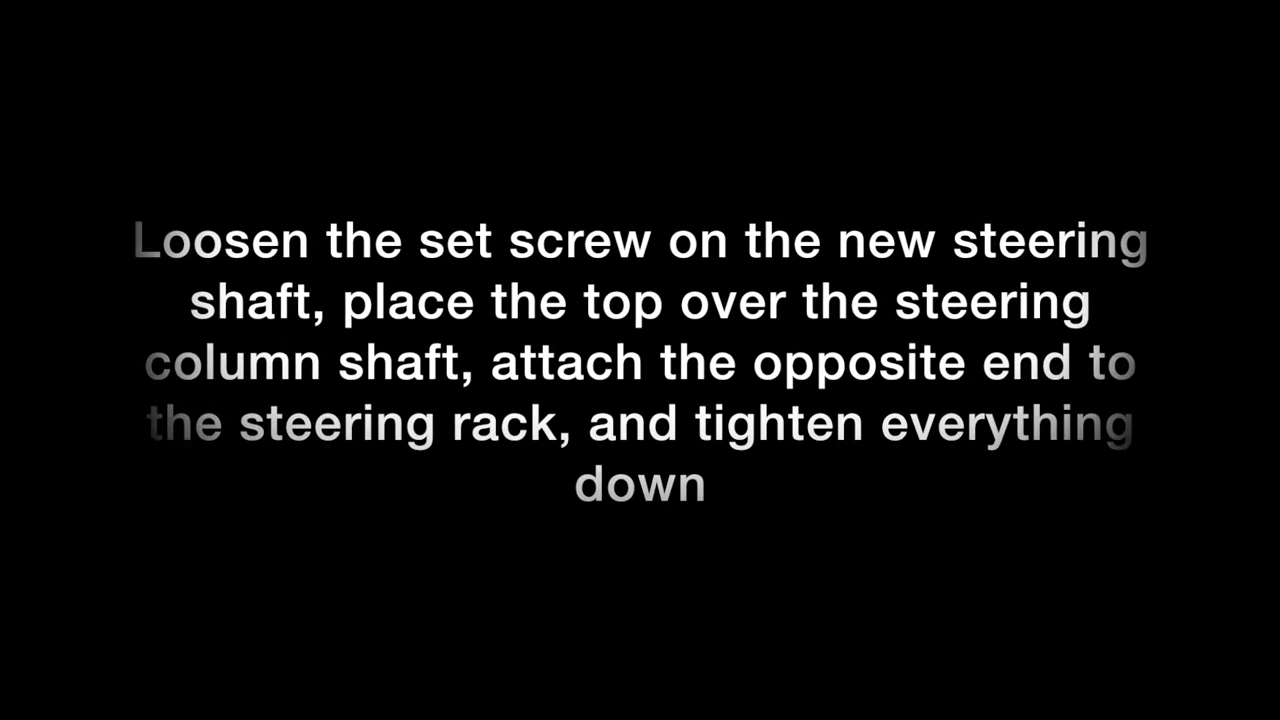 Loosen the set screw on the new steering
shaft, place the top over the steering
column shaft, attach the opposite end to
the steering rack, and tighten everything
down